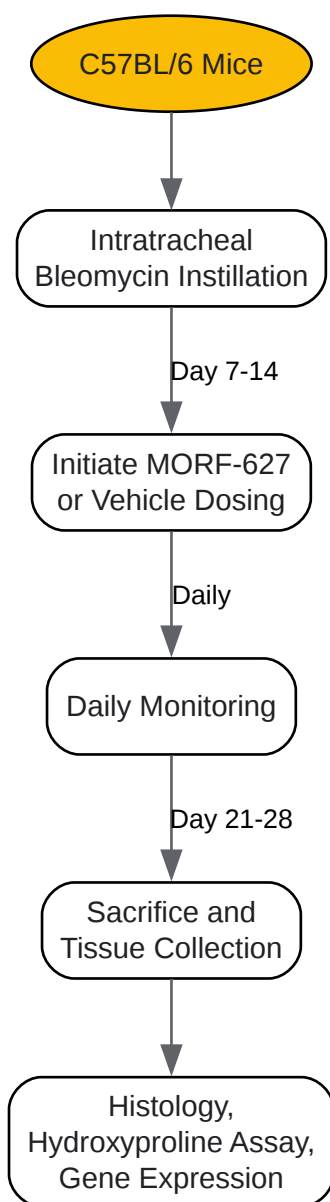 C57BL/6 Mice
Intratracheal
Bleomycin Instillation
Day 7-14
Initiate MORF-627
or Vehicle Dosing
Daily
Daily Monitoring
Day 21-28
Sacrifice and
Tissue Collection
Histology,
Hydroxyproline Assay,
Gene Expression